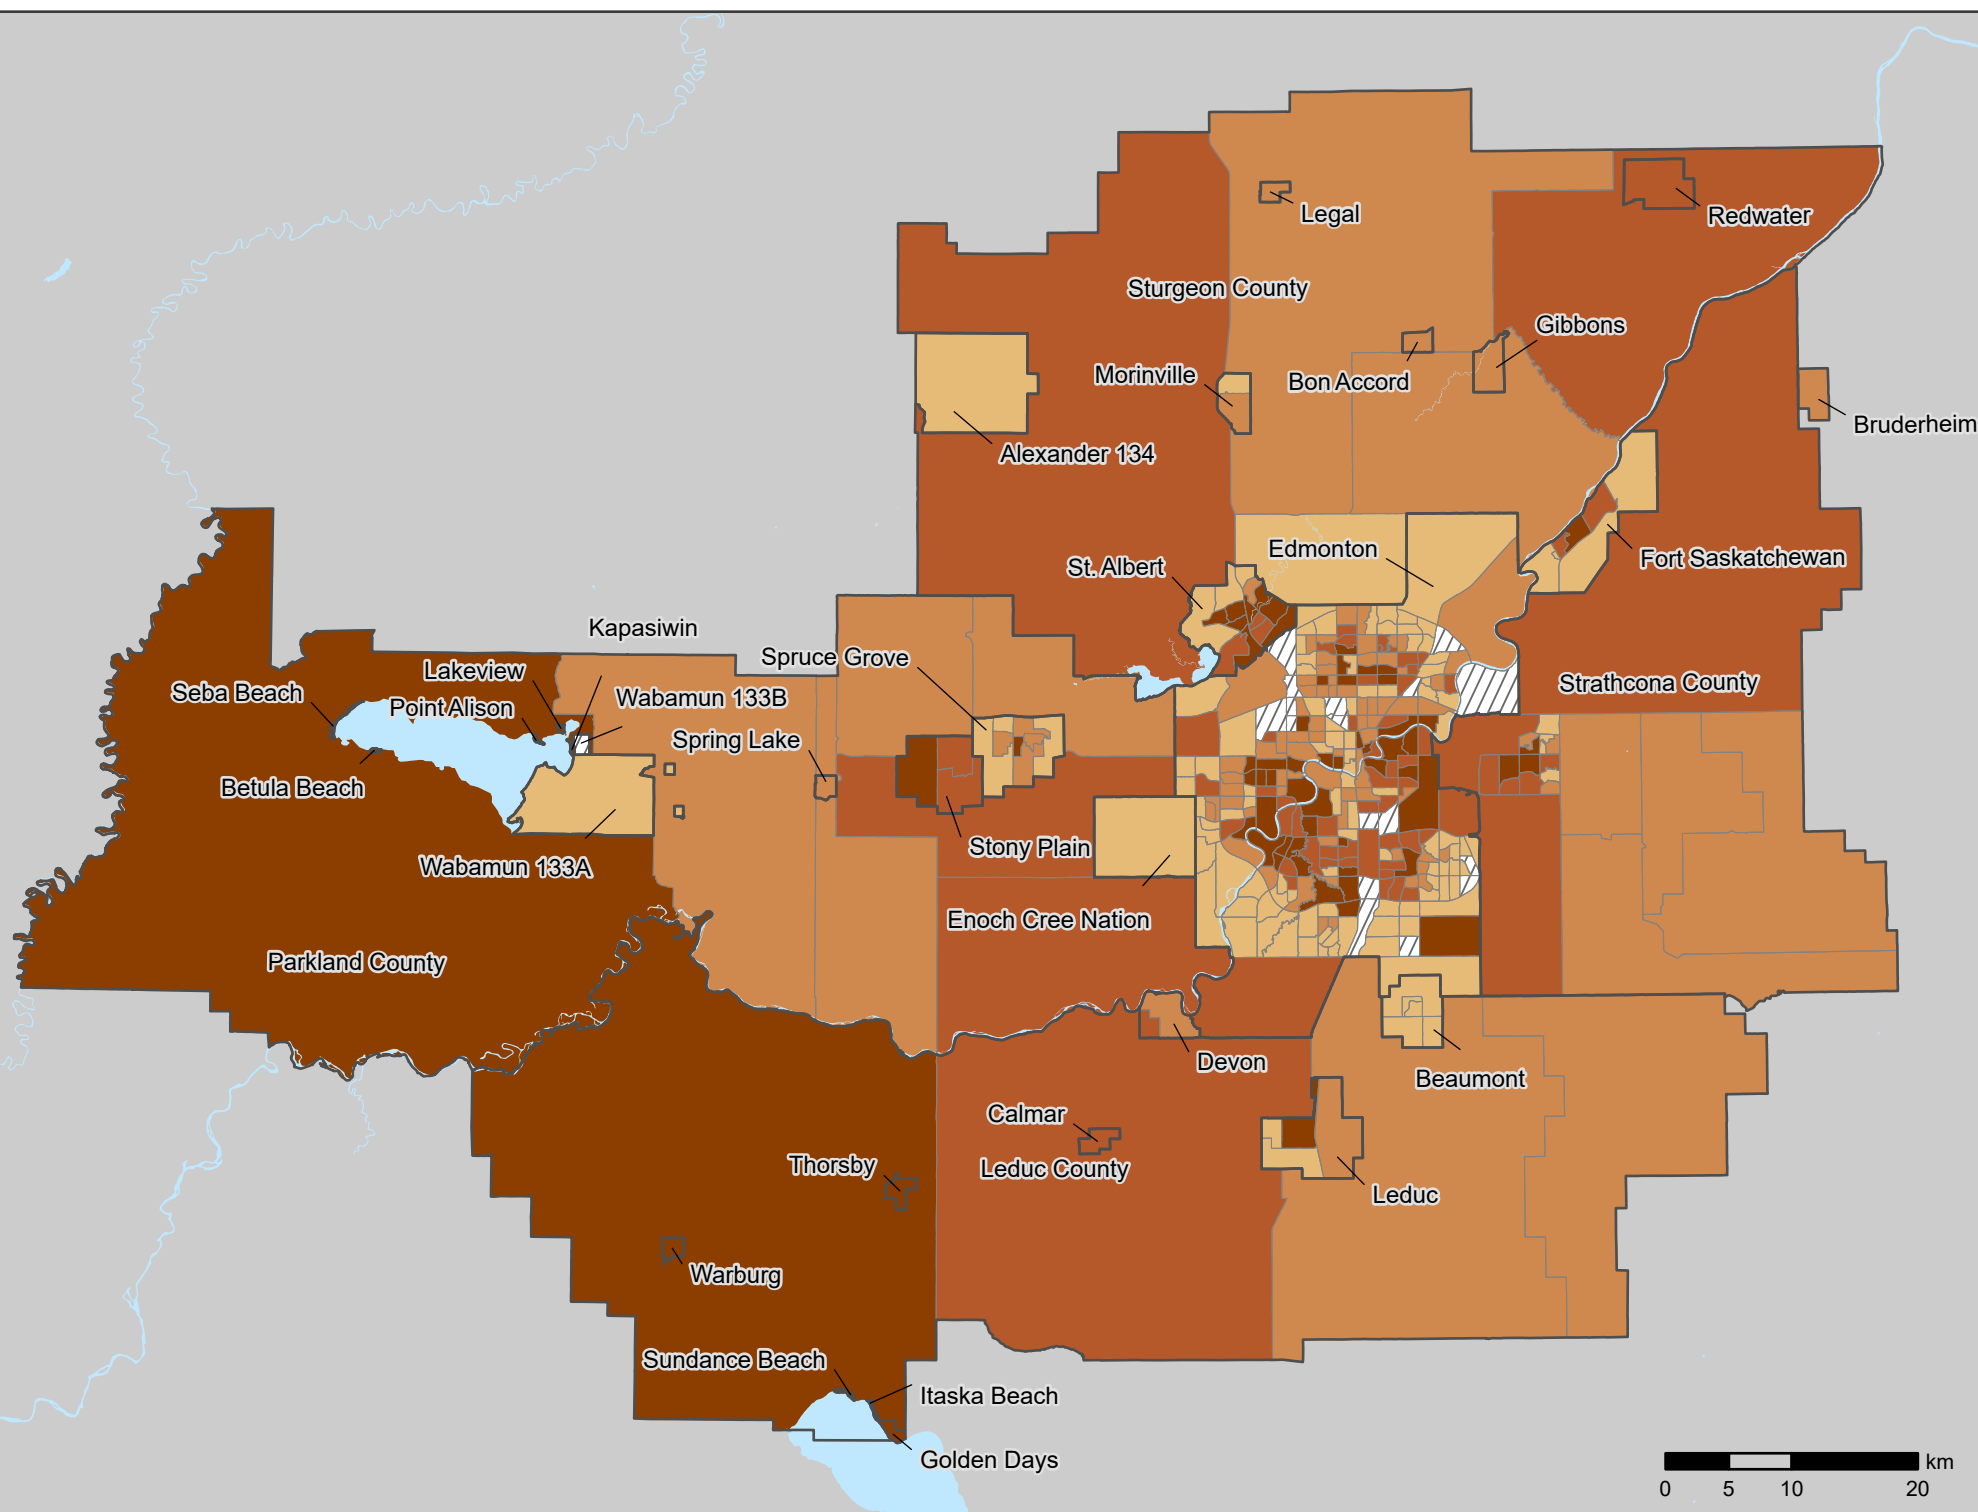 Legal
Redwater
Sturgeon County
Gibbons
Morinville
Bon Accord
Bruderheim
Alexander 134
Edmonton
Fort Saskatchewan
St. Albert
Kapasiwin
Spruce Grove
Lakeview
Strathcona County
Seba Beach
Wabamun 133B
Point Alison
Spring Lake
Betula Beach
Stony Plain
Wabamun 133A
Enoch Cree Nation
Parkland County
Devon
Beaumont
Calmar
Thorsby
Leduc County
Leduc
Warburg
Sundance Beach
Itaska Beach
Golden Days
km
0 5 10 20